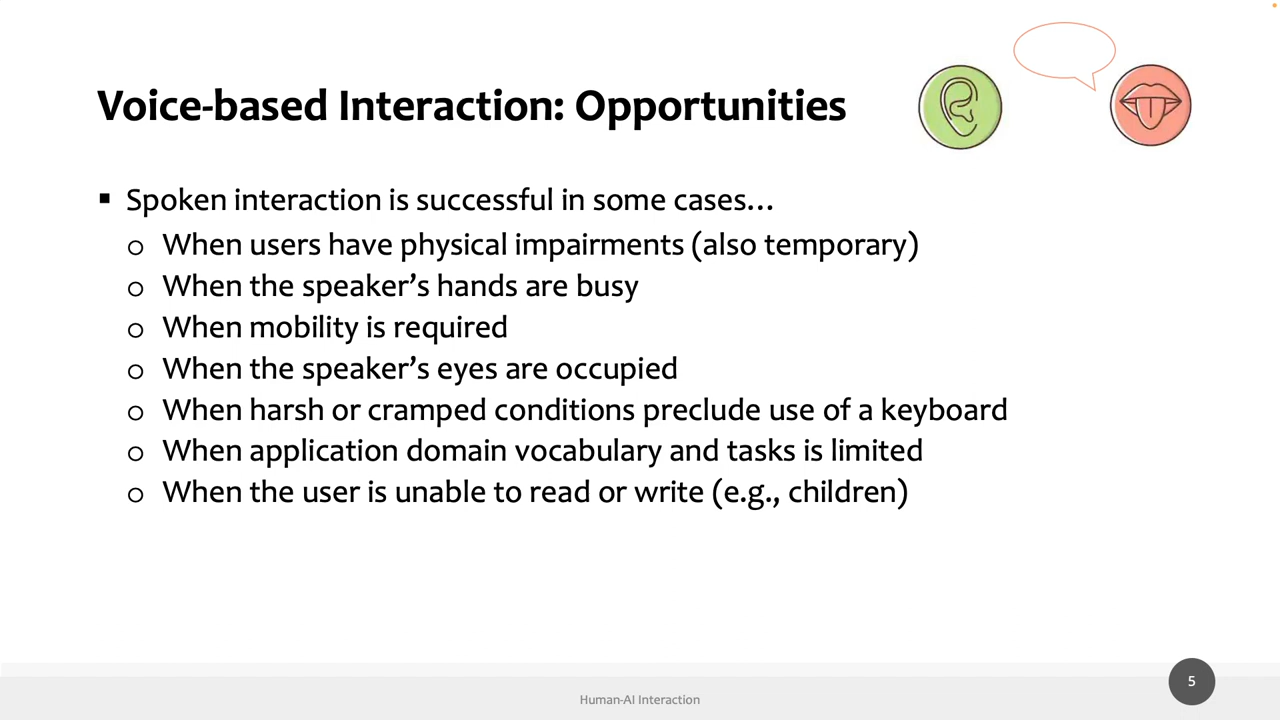 Voice-based Interaction: Opportunities
▪ Spoken interaction is successful in some cases…
o When users have physical impairments (also temporary)
o When the speaker’s hands are busy
o When mobility is required
o When the speaker’s eyes are occupied
o When harsh or cramped conditions preclude use of a keyboard
o When application domain vocabulary and tasks is limited
o When the user is unable to read or write (e.g., children)
Human-AI Interaction
5